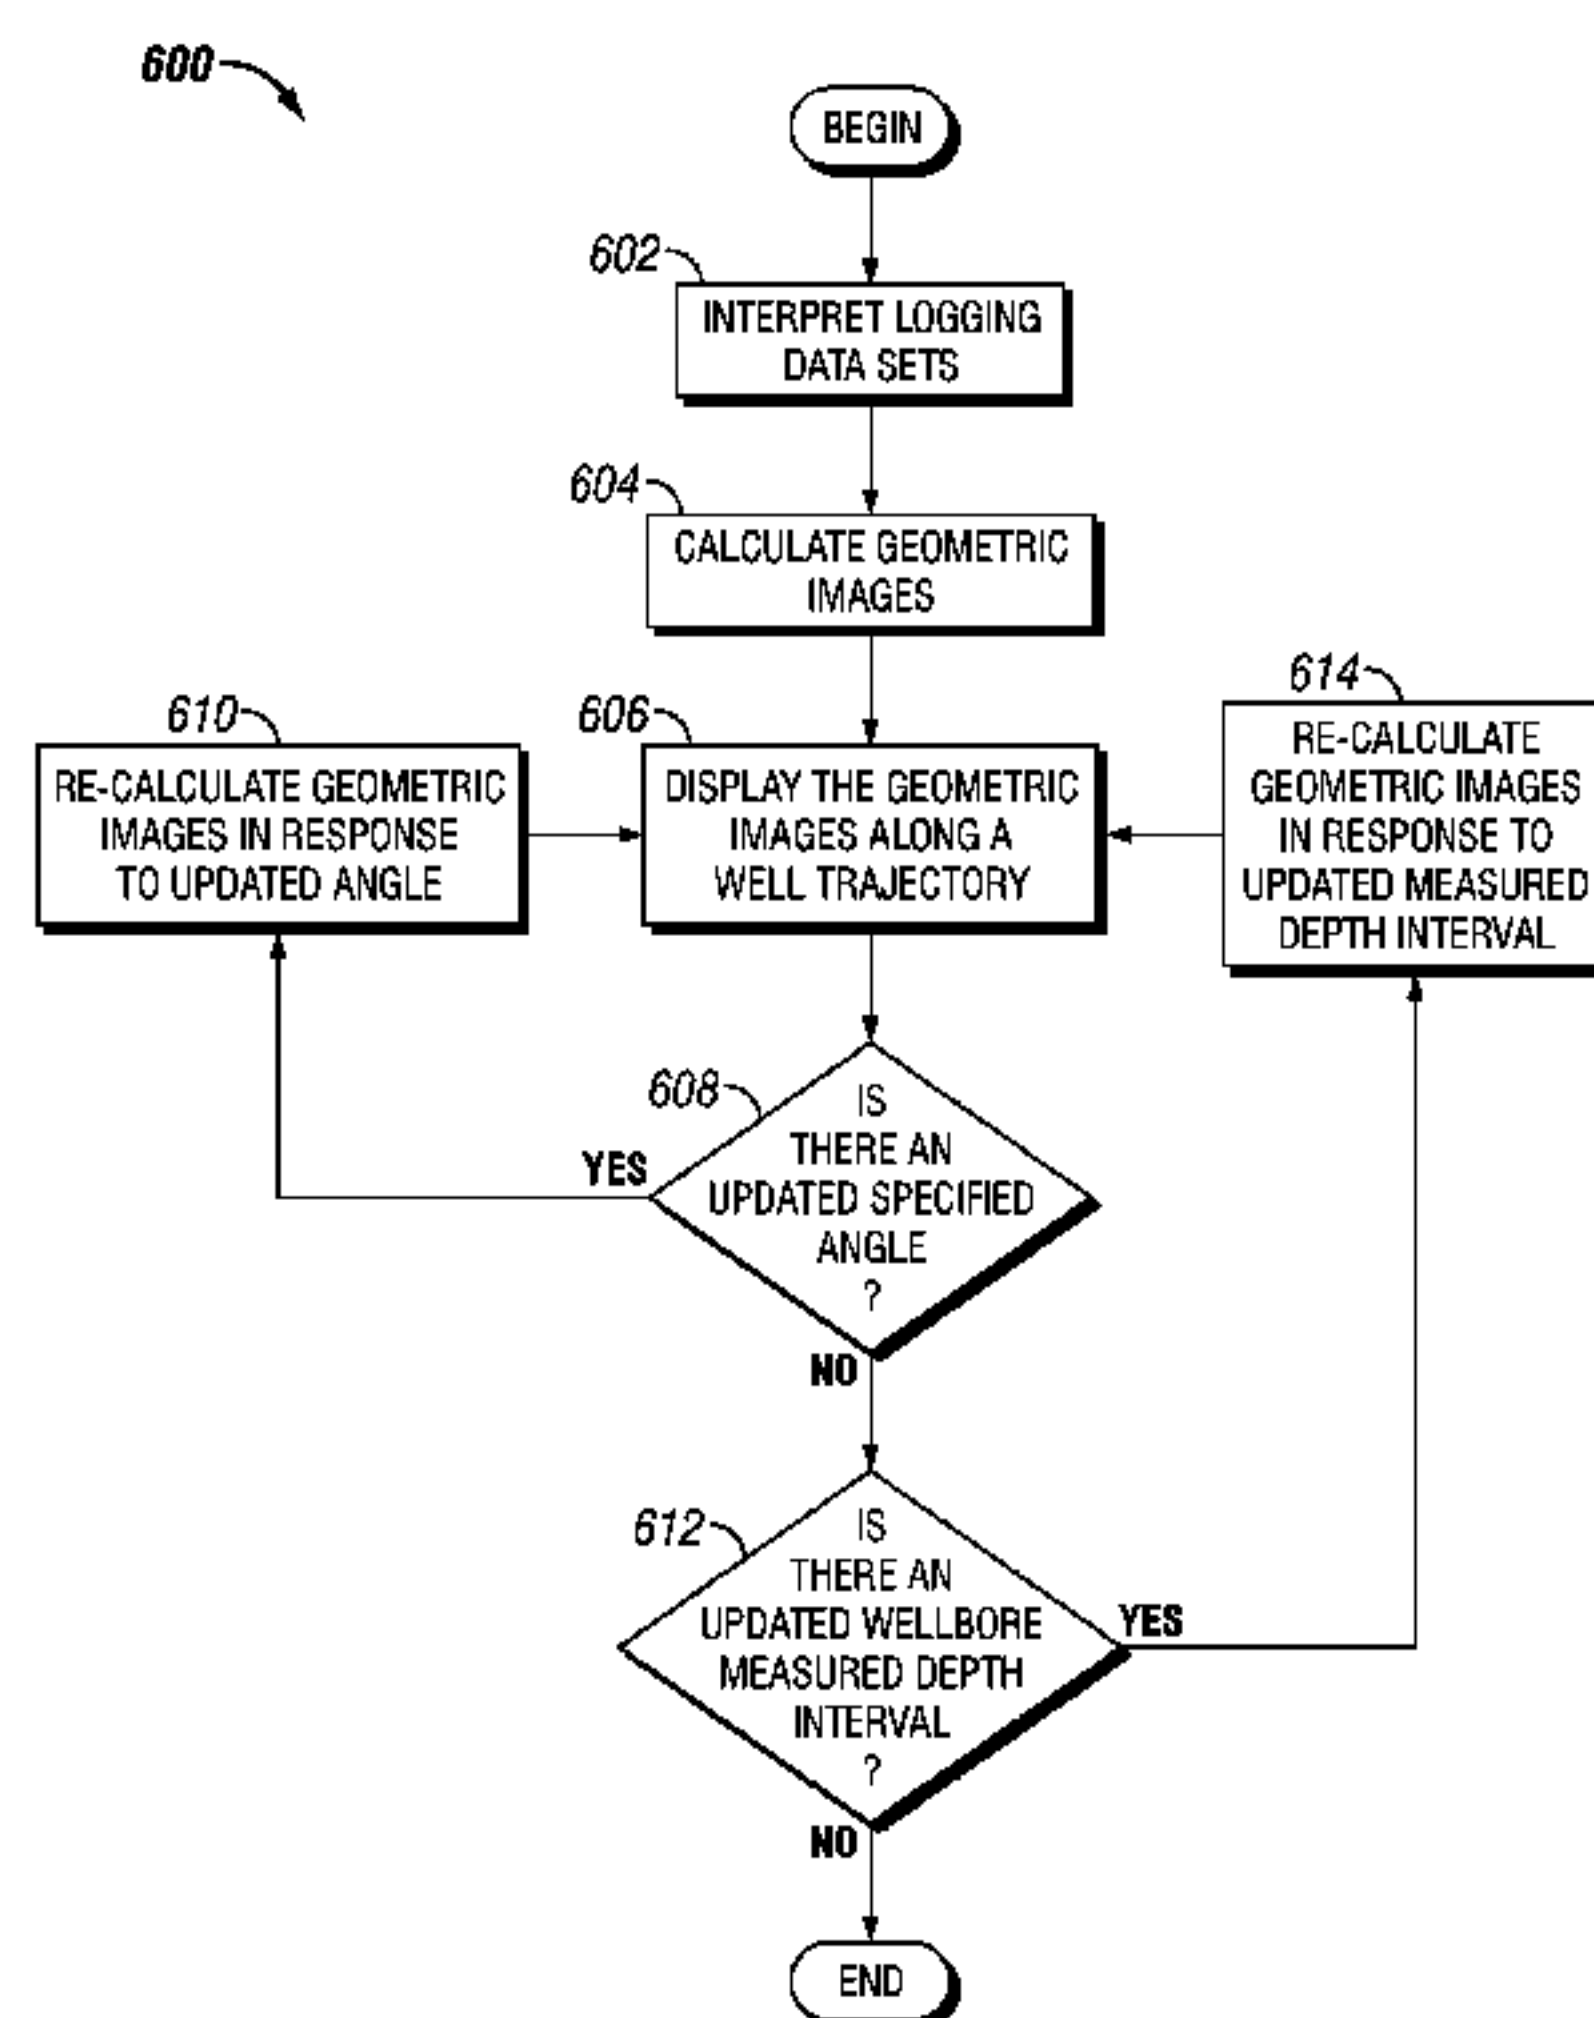 600
BEGIN
602
INTERPRET LOGGING
DATA SETS
604
CALCULATE GEOMETRIC
IMAGES
610
RE-CALCULATE GEOMETRIC
IMAGES IN RESPONSE
TO UPDATED ANGLE
606
DISPLAY THE GEOMETRIC
IMAGES ALONG A
WELL TRAJECTORY
614
RE-CALCULATE
GEOMETRIC IMAGES
IN RESPONSE TO
UPDATED MEASURED
DEPTH INTERVAL
608
IS
THERE AN
UPDATED SPECIFIED
ANGLE
?
YES
NO
612
IS
THERE AN
UPDATED WELLBORE
MEASURED DEPTH
INTERVAL
?
YES
NO
END